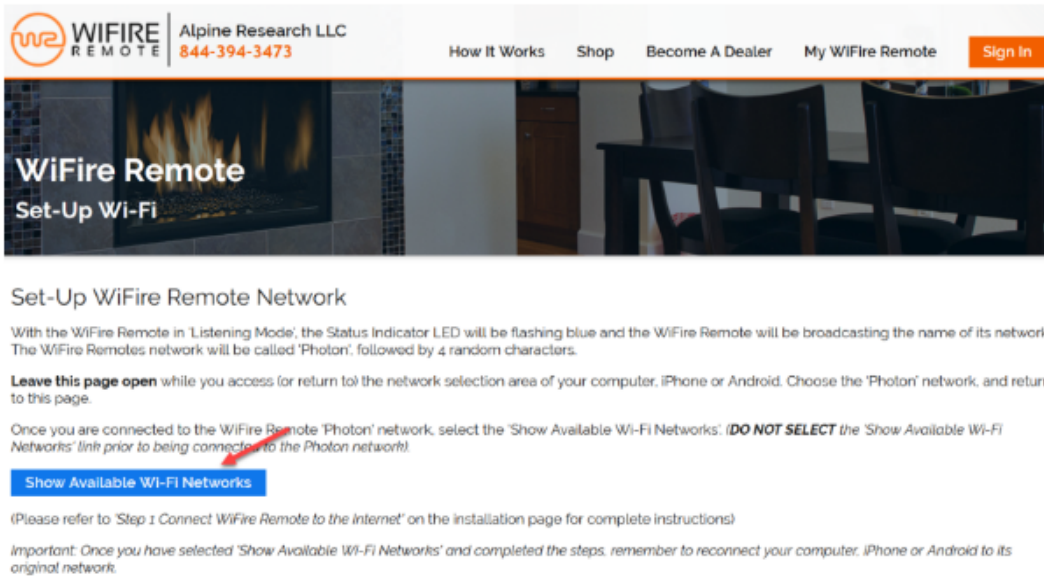 WIFIRE
REMOTE
Alpine Research LLC
844-394-3473
How It Works Shop Become A Dealer My WiFire Remote Sign In
WiFire Remote
Set-Up Wi-Fi
Set-Up WiFire Remote Network
With the WiFire Remote in 'Listening Mode', the Status Indicator LED will be flashing blue and the WiFire Remote will be broadcasting the name of its network
The WiFire Remotes network will be called 'Photon', followed by 4 random characters.
Leave this page open while you access (or return to) the network selection area of your computer, iPhone or Android. Choose the 'Photon' network, and return
to this page.
Once you are connected to the WiFire Remote 'Photon' network, select the 'Show Available Wi-Fi Networks'. (DO NOT SELECT the 'Show Available Wi-Fi
Networks' link prior to being connected to the Photon network).
Show Available Wi-Fi Networks
(Please refer to 'Step 1 Connect WiFire Remote to the Internet' on the installation page for complete instructions)
Important: Once you have selected 'Show Available Wi-Fi Networks' and completed the steps, remember to reconnect your computer, iPhone or Android to its
original network.